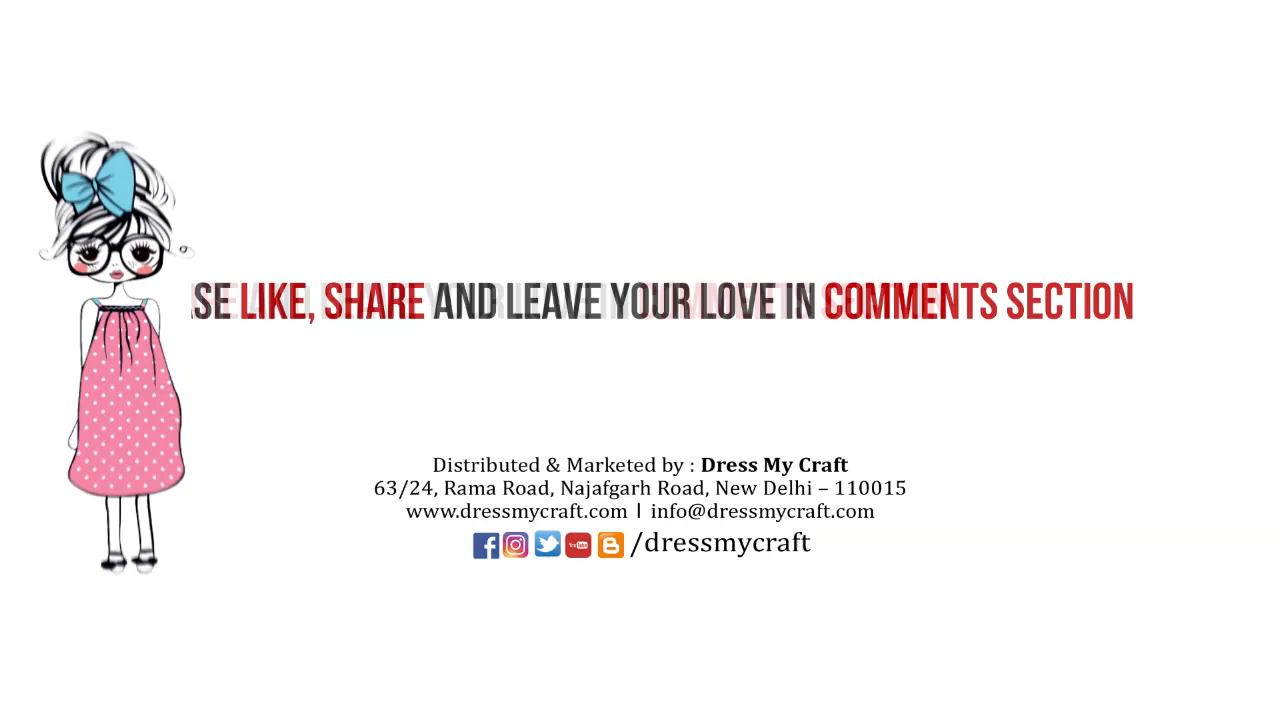 ASE LIKE, SHARE AND LEAVE YOUR LOVE IN COMMENTS SECTION
Distributed & Marketed by : Dress My Craft
63/24, Rama Road, Najafgarh Road, New Delhi – 110015
www.dressmycraft.com | info@dressmycraft.com
/dressmycraft